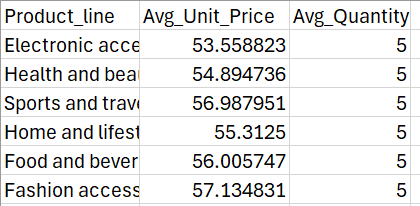 Product_line Avg_Unit_Price Avg_Quantity
Electronic acce 53.558823 5
Health and bea 54.894736 5
Sports and trave 56.987951 5
Home and lifest 55.3125 5
Food and bever 56.005747 5
Fashion access 57.134831 5